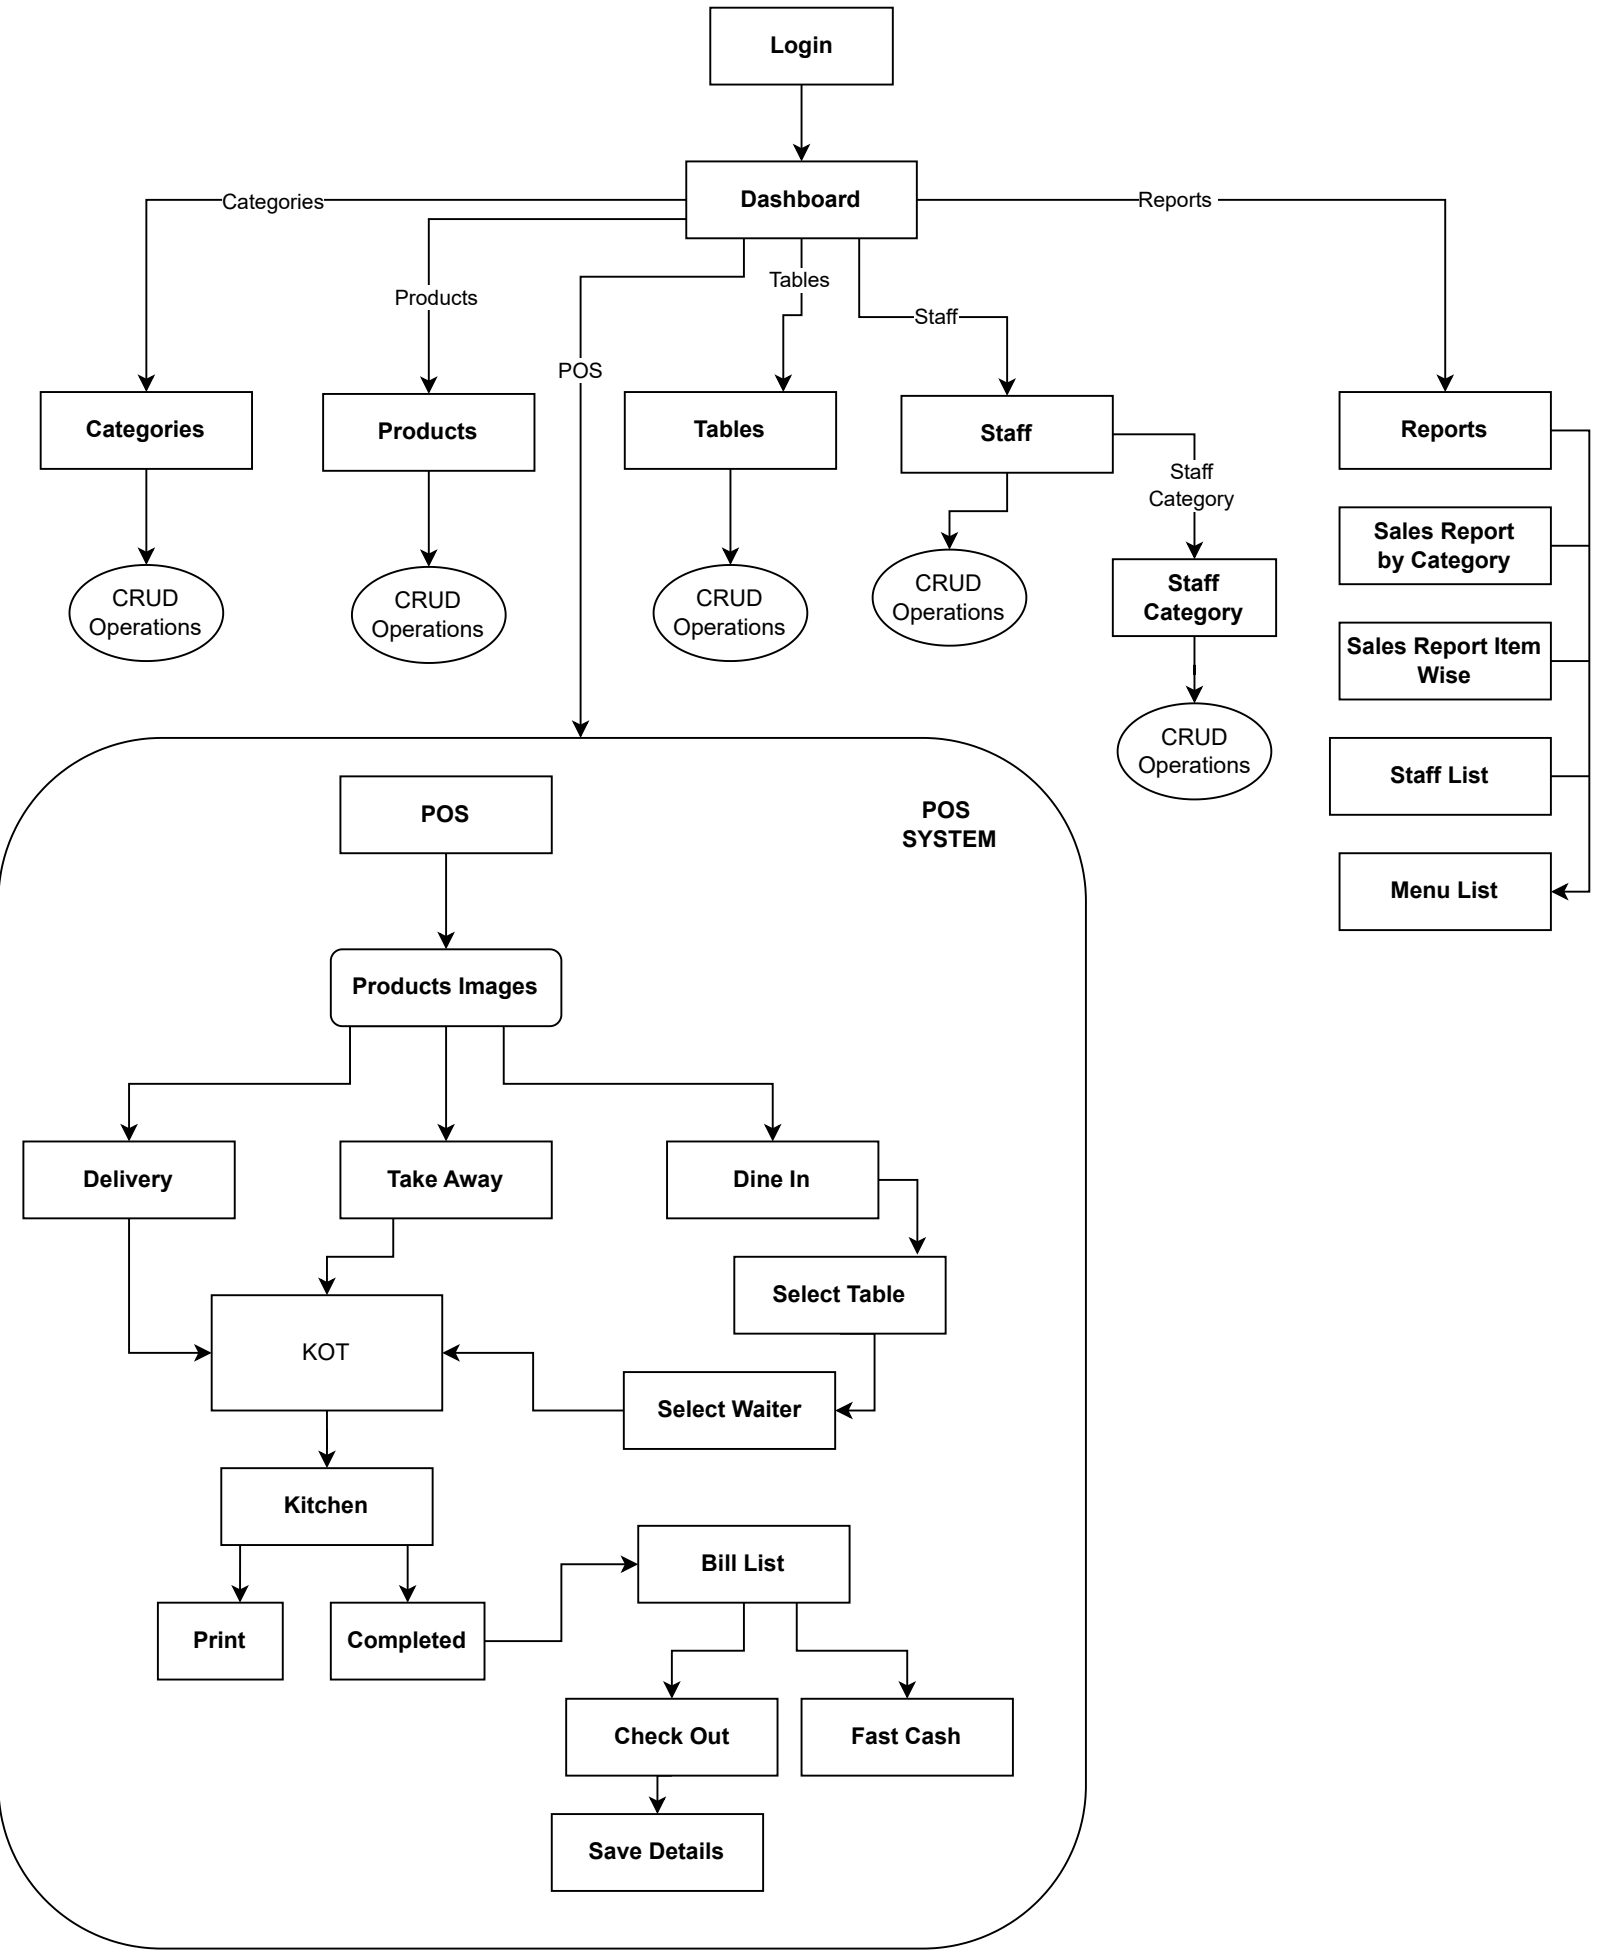 Login
Dashboard
Categories
Reports
Products
Tables
Staff
POS
Categories
Products
Tables
Staff
Reports
Staff
Category
Sales Report
by Category
CRUD
Operations
CRUD
Operations
CRUD
Operations
CRUD
Operations
Staff
Category
Sales Report Item
Wise
CRUD
Operations
Staff List
Menu List
POS
POS
SYSTEM
Products Images
Delivery
Take Away
Dine In
Select Table
KOT
Select Waiter
Kitchen
Bill List
Print
Completed
Check Out
Fast Cash
Save Details